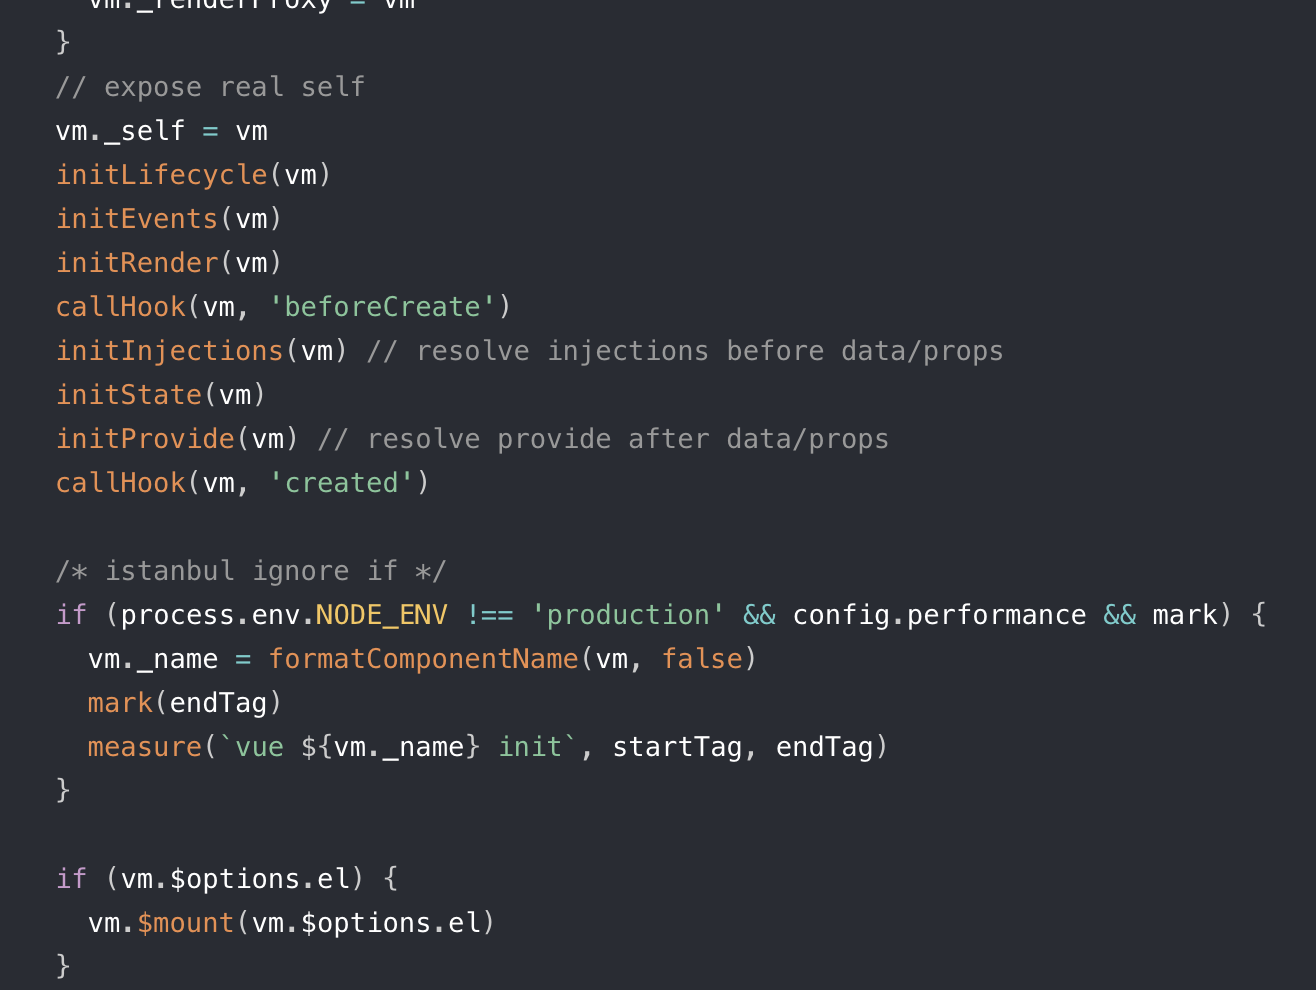 vm._renderProxy = vm
}
// expose real self
vm._self = vm
initLifecycle(vm)
initEvents(vm)
initRender(vm)
callHook(vm, 'beforeCreate')
initInjections(vm) // resolve injections before data/props
initState(vm)
initProvide(vm) // resolve provide after data/props
callHook(vm, 'created')
/* istanbul ignore if */
if (process.env.NODE_ENV !== 'production' && config.performance && mark) {
vm._name = formatComponentName(vm, false)
mark(endTag)
measure(`vue ${vm._name} init`, startTag, endTag)
}
if (vm.$options.el) {
vm.$mount(vm.$options.el)
}